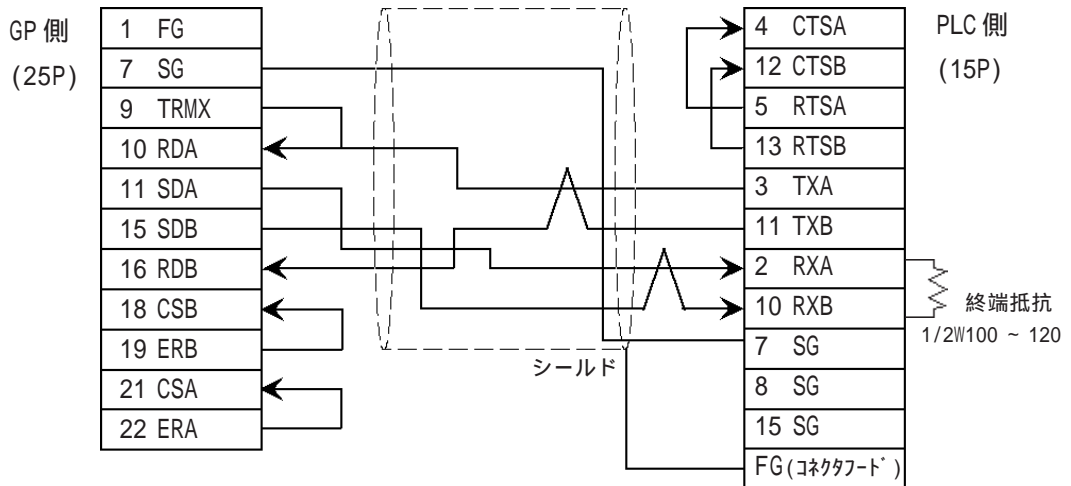 GP 側
(25P)
1 FG
7 SG
9 TRMX
10 RDA
11 SDA
15 SDB
16 RDB
18 CSB
19 ERB
21 CSA
22 ERA
シールド
4 CTSA
12 CTSB
5 RTSA
13 RTSB
3 TXA
11 TXB
2 RXA
10 RXB
7 SG
8 SG
15 SG
FG(ｺﾈｸﾀﾌｰﾄﾞ)
PLC 側
(15P)
終端抵抗
1/2W100 ~ 120